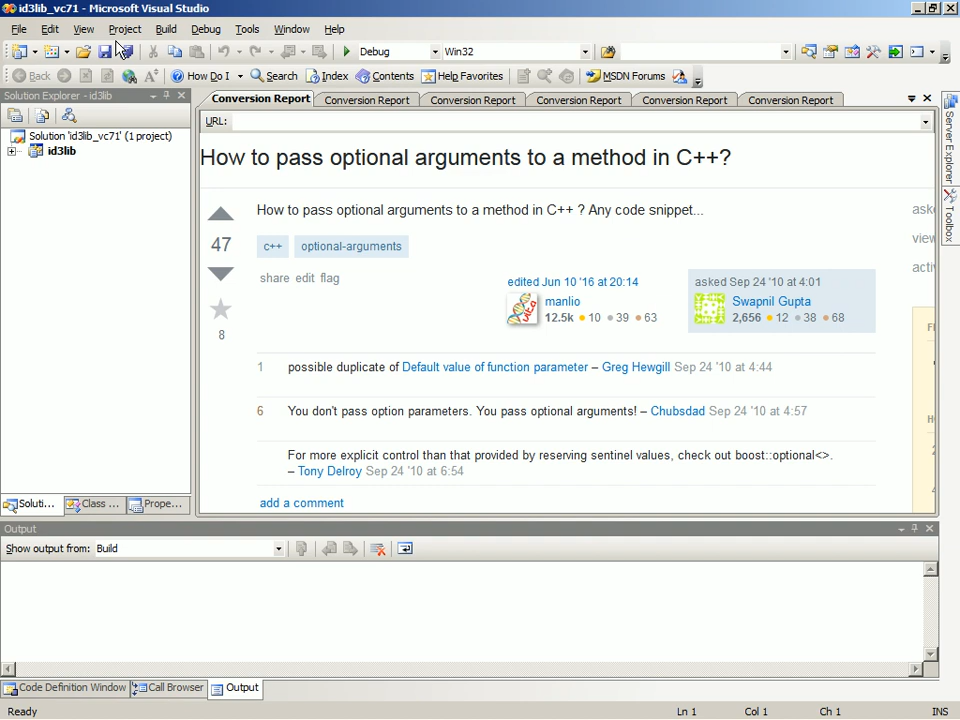 id3lib_vc71 - Microsoft Visual Studio
File Edit View Project Build Debug Tools Window Help
Debug Win32
Back How Do I Search Index Contents Help Favorites MSDN Forums
Solution Explorer - id3lib
Conversion Report Conversion Report Conversion Report Conversion Report Conversion Report Conversion Report
Solution 'id3lib_vc71' (1 project)
id3lib
URL:
How to pass optional arguments to a method in C++?
How to pass optional arguments to a method in C++ ? Any code snippet...
47
c++ optional-arguments
share edit flag
8
edited Jun 10 '16 at 20:14
manlio
12.5k 10 39 63
asked Sep 24 '10 at 4:01
Swapnil Gupta
2,656 12 38 68
1 possible duplicate of Default value of function parameter – Greg Hewgill Sep 24 '10 at 4:44
6 You don't pass option parameters. You pass optional arguments! – Chubsdad Sep 24 '10 at 4:57
For more explicit control than that provided by reserving sentinel values, check out boost::optional<>.
– Tony Delroy Sep 24 '10 at 6:54
add a comment
Server Explorer
Toolbox
Soluti... Class ... Prope...
Output
Show output from: Build
Code Definition Window Call Browser Output
Ready Ln 1 Col 1 Ch 1 INS